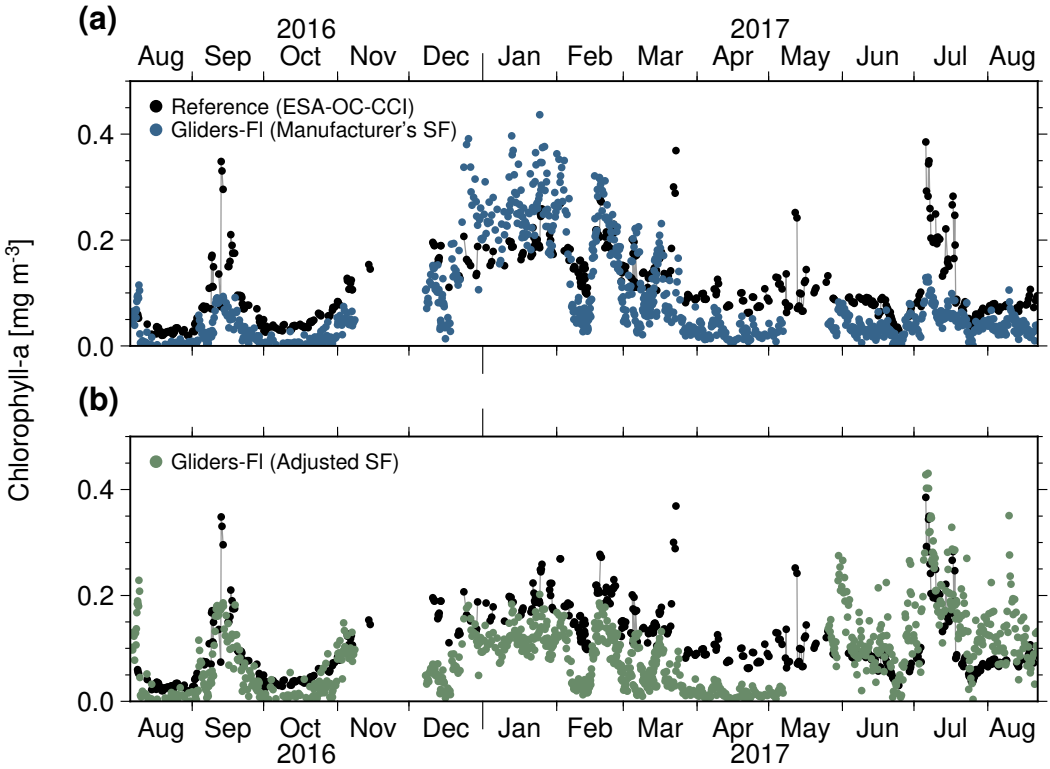 (a)
2016 2017
Aug Sep Oct Nov Dec Jan Feb Mar Apr May Jun Jul Aug
Reference (ESA-OC-CCI)
Gliders-Fl (Manufacturer's SF)
0.4
0.2
0.0
Chlorophyll-a [mg m⁻³]
(b)
Gliders-Fl (Adjusted SF)
0.4
0.2
0.0
Aug Sep Oct Nov Dec Jan Feb Mar Apr May Jun Jul Aug
2016 2017